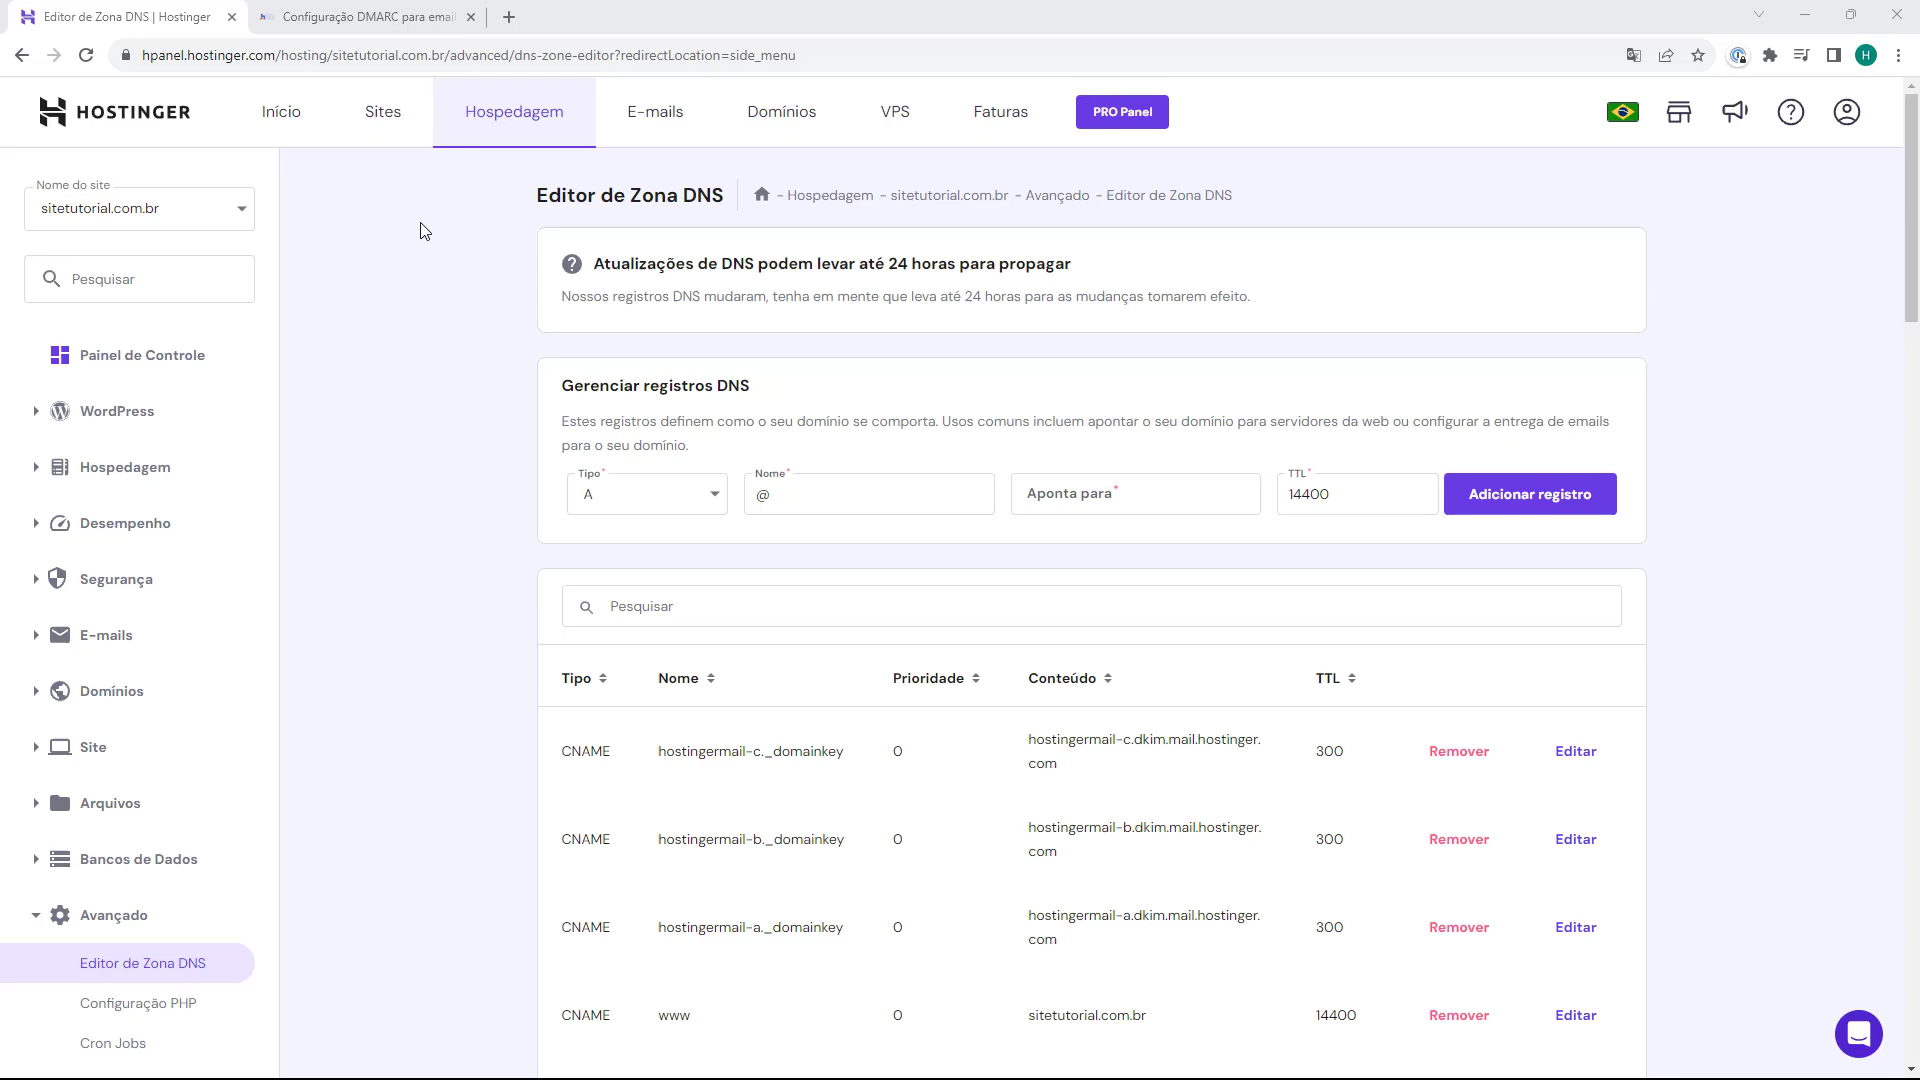 Editor de Zona DNS | Hostinger
Configuração DMARC para email
hpanel.hostinger.com/hosting/sitetutorial.com.br/advanced/dns-zone-editor?redirectLocation=side_menu
H
HOSTINGER
Início
Sites
Hospedagem
E-mails
Domínios
VPS
Faturas
PRO Panel
Nome do site
sitetutorial.com.br
Pesquisar
Painel de Controle
WordPress
Hospedagem
Desempenho
Segurança
E-mails
Domínios
Site
Arquivos
Bancos de Dados
Avançado
Editor de Zona DNS
Configuração PHP
Cron Jobs
Editor de Zona DNS
- Hospedagem - sitetutorial.com.br - Avançado - Editor de Zona DNS
Atualizações de DNS podem levar até 24 horas para propagar
Nossos registros DNS mudaram, tenha em mente que leva até 24 horas para as mudanças tomarem efeito.
Gerenciar registros DNS
Estes registros definem como o seu domínio se comporta. Usos comuns incluem apontar o seu domínio para servidores da web ou configurar a entrega de emails
para o seu domínio.
Tipo* Nome* TTL*
A @ Aponta para* 14400 Adicionar registro
Pesquisar
Tipo Nome Prioridade Conteúdo TTL
CNAME hostingermail-c._domainkey 0 hostingermail-c.dkim.mail.hostinger.
com 300 Remover Editar
CNAME hostingermail-b._domainkey 0 hostingermail-b.dkim.mail.hostinger.
com 300 Remover Editar
CNAME hostingermail-a._domainkey 0 hostingermail-a.dkim.mail.hostinger.
com 300 Remover Editar
CNAME www 0 sitetutorial.com.br 14400 Remover Editar